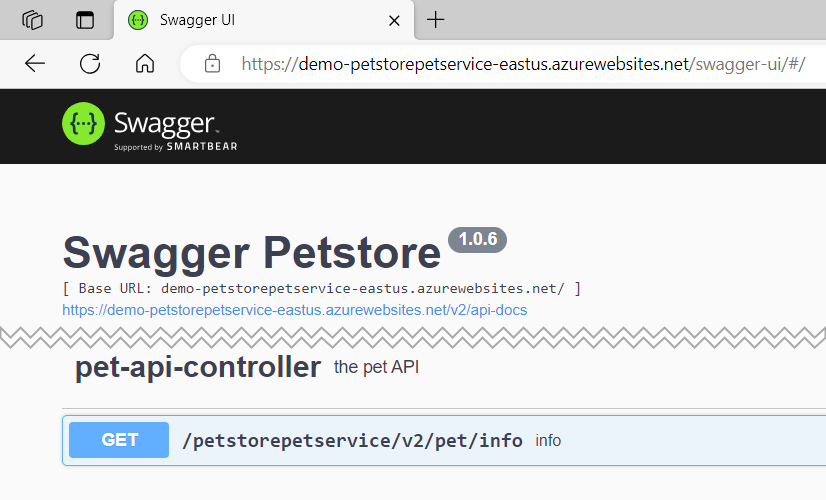 Swagger UI
https://demo-petstorepetservice-eastus.azurewebsites.net/swagger-ui/#/
{···} Swagger™
Supported by SMARTBEAR
Swagger Petstore 1.0.6
[ Base URL: demo-petstorepetservice-eastus.azurewebsites.net/ ]
https://demo-petstorepetservice-eastus.azurewebsites.net/v2/api-docs
pet-api-controller the pet API
GET /petstorepetservice/v2/pet/info info